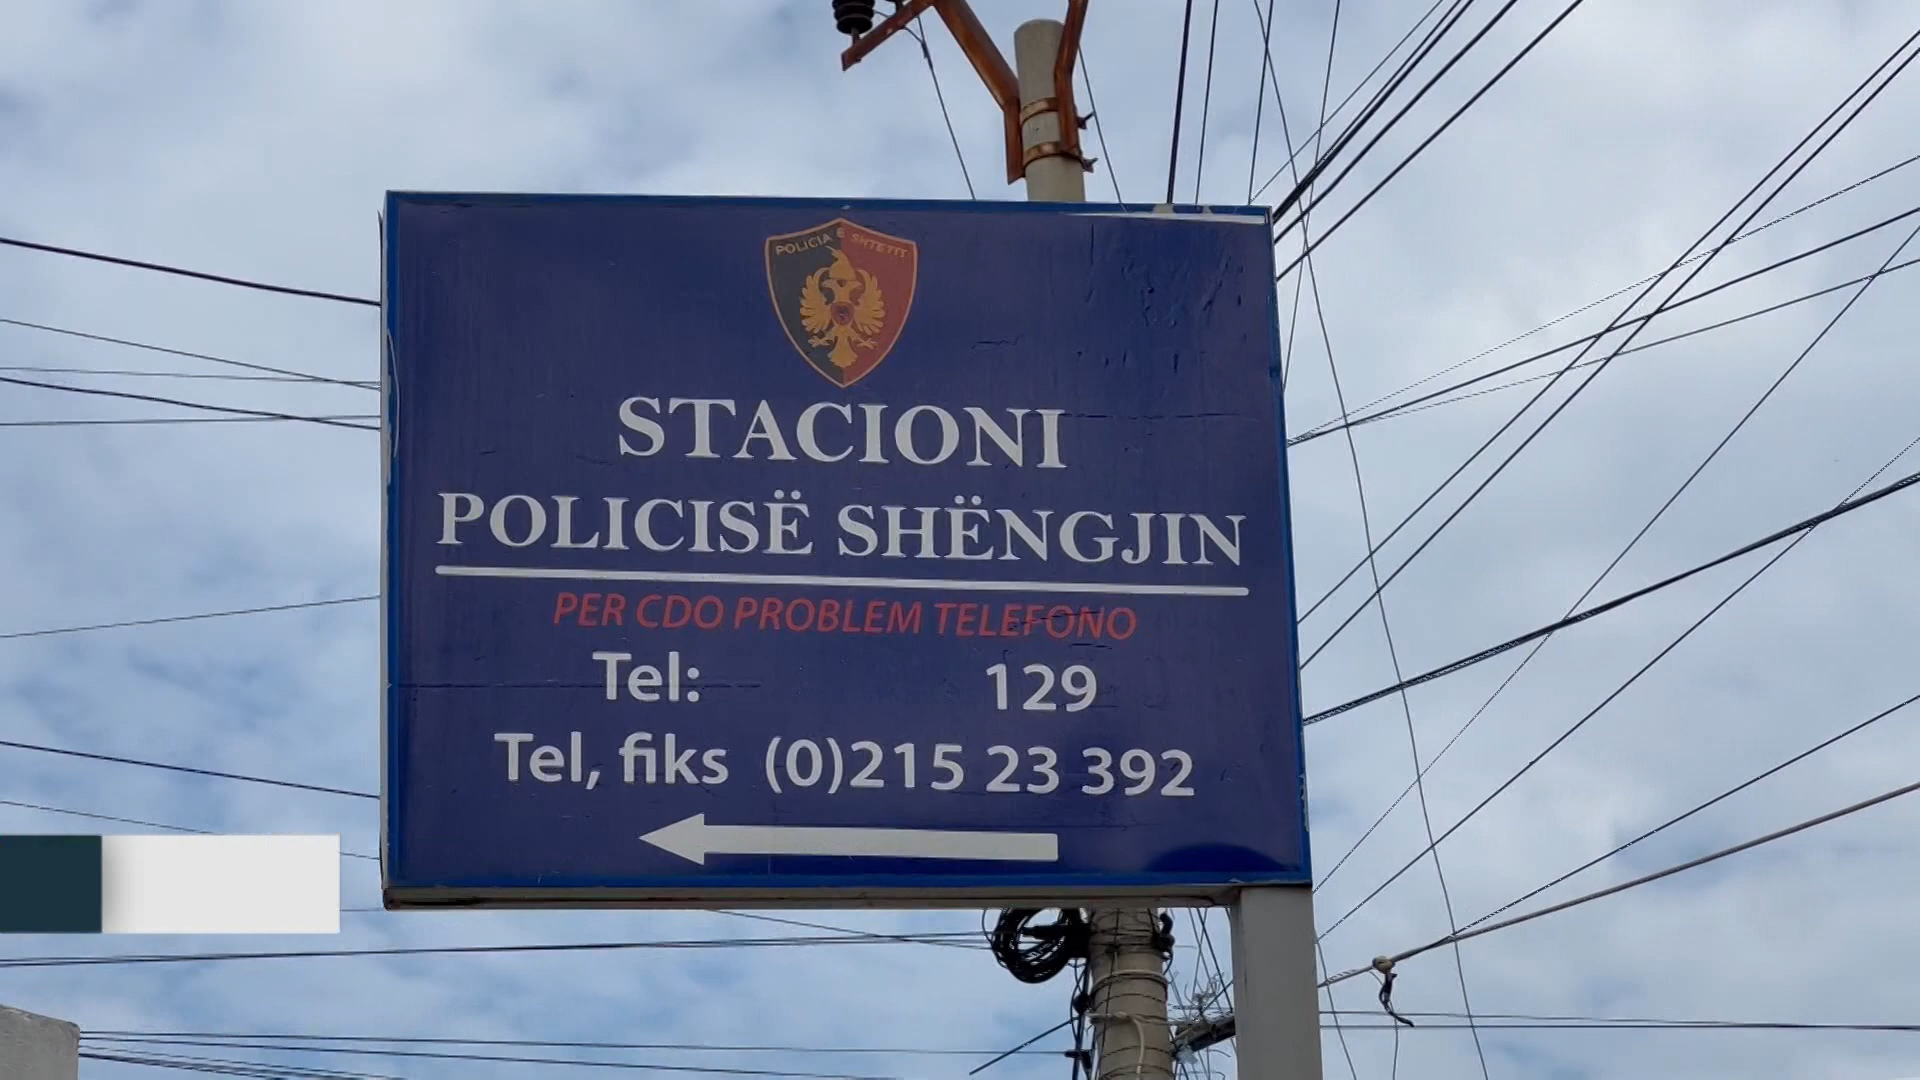 POLICIA E SHTETIT
STACIONI
POLICISË SHËNGJIN
PER CDO PROBLEM TELEFONO
Tel: 129
Tel, fiks (0)215 23 392